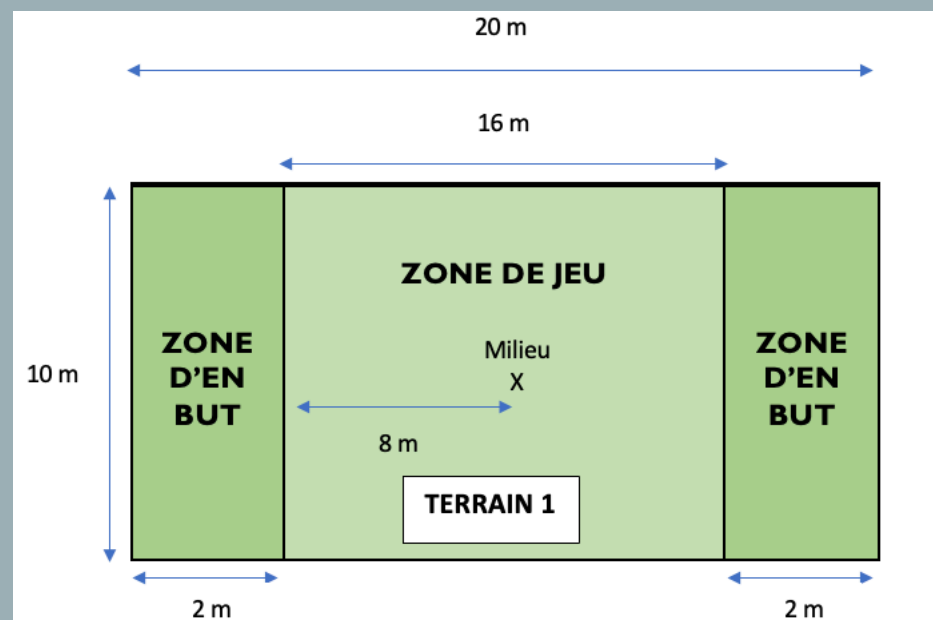 20 m
16 m
ZONE DE JEU
ZONE
D'EN
BUT
Milieu
X
ZONE
D'EN
BUT
10 m
8 m
TERRAIN 1
2 m
2 m